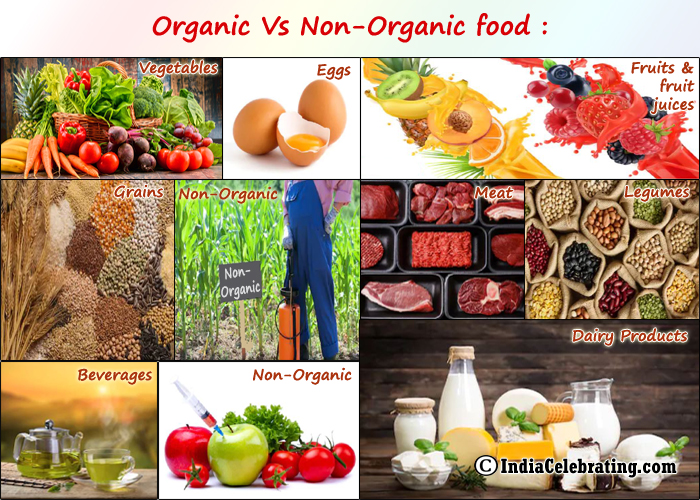 Organic Vs Non-Organic food :
Vegetables
Eggs
Fruits &
fruit
juices
Grains
Non-Organic
Non-
Organic
Meat
Legumes
Dairy Products
Beverages
Non-Organic
© IndiaCelebrating.com